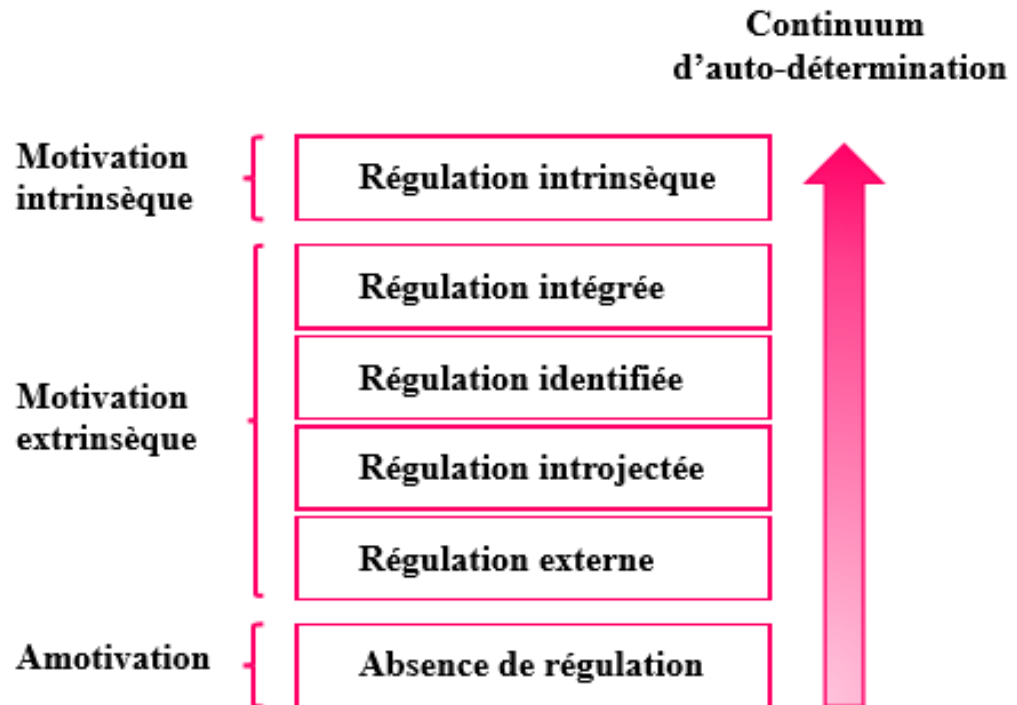 Continuum
d’auto-détermination
Motivation
intrinsèque
Régulation intrinsèque
Régulation intégrée
Régulation identifiée
Motivation
extrinsèque
Régulation introjectée
Régulation externe
Amotivation
Absence de régulation